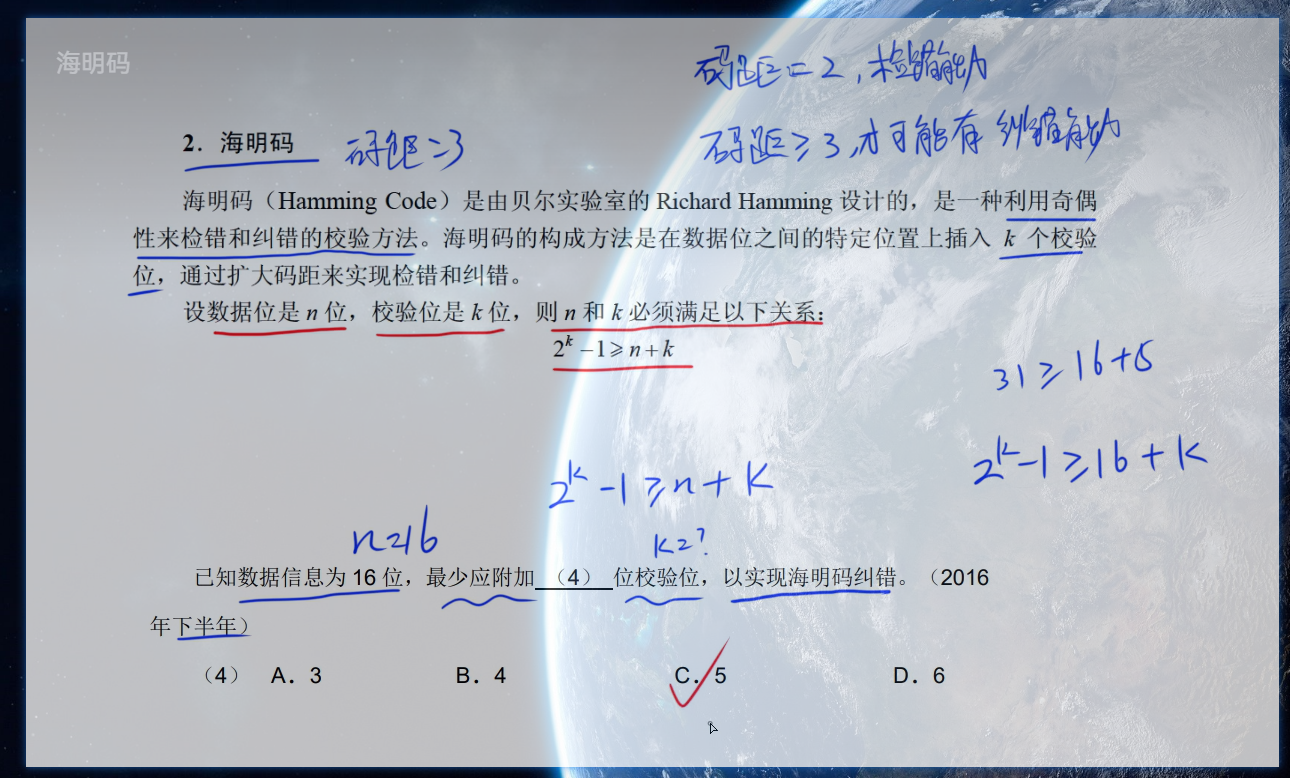 海明码
码距=2,检错能力
2．海明码 码距=3
码距≥3,才可能有纠错能力
海明码（Hamming Code）是由贝尔实验室的 Richard Hamming 设计的，是一种利用奇偶
性来检错和纠错的校验方法。海明码的构成方法是在数据位之间的特定位置上插入 k 个校验
位，通过扩大码距来实现检错和纠错。
设数据位是 n 位，校验位是 k 位，则 n 和 k 必须满足以下关系：
2^k −1≥n+k
31≥16+5
2^k-1≥16+k
2^k-1≥n+k
n=16
k=?
已知数据信息为 16 位，最少应附加 （4） 位校验位，以实现海明码纠错。（2016
年下半年）
（4） A．3 B．4 C．5 D．6